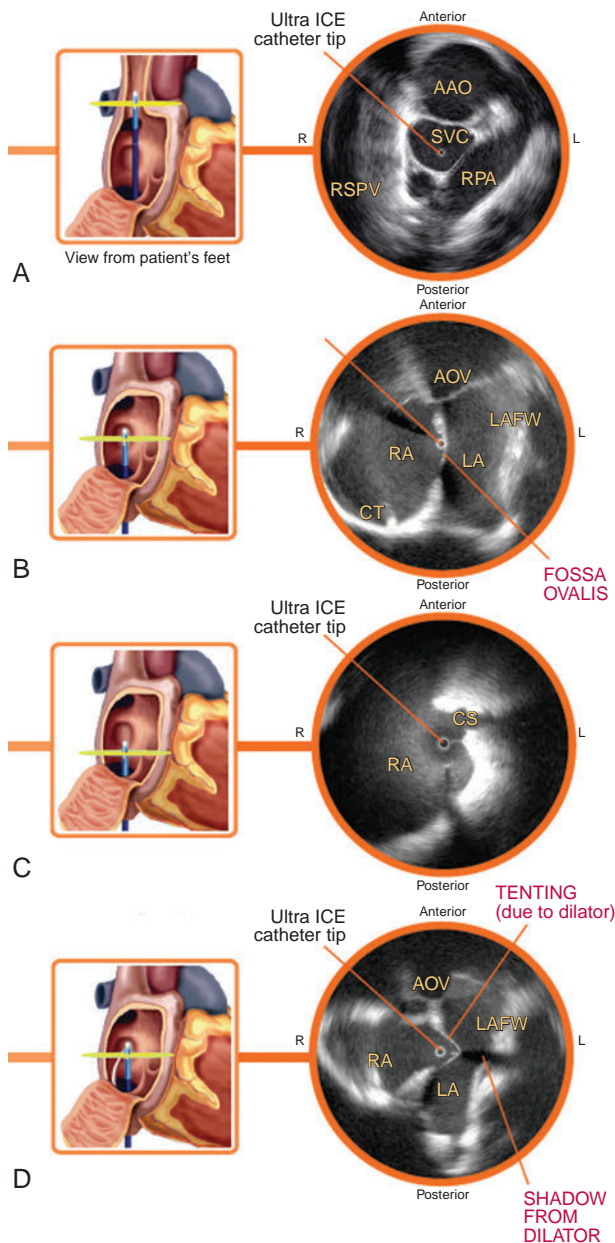 Ultra ICE
catheter tip
Anterior
AAO
SVC
RPA
RSPV
R
L
View from patient's feet
A
Posterior
Anterior
AOV
LAFW
RA
LA
CT
R
L
B
Posterior
FOSSA
OVALIS
Ultra ICE
catheter tip
Anterior
CS
RA
R
L
C
Posterior
TENTING
(due to dilator)
Ultra ICE
catheter tip
Anterior
AOV
LAFW
RA
LA
R
L
D
Posterior
SHADOW
FROM
DILATOR